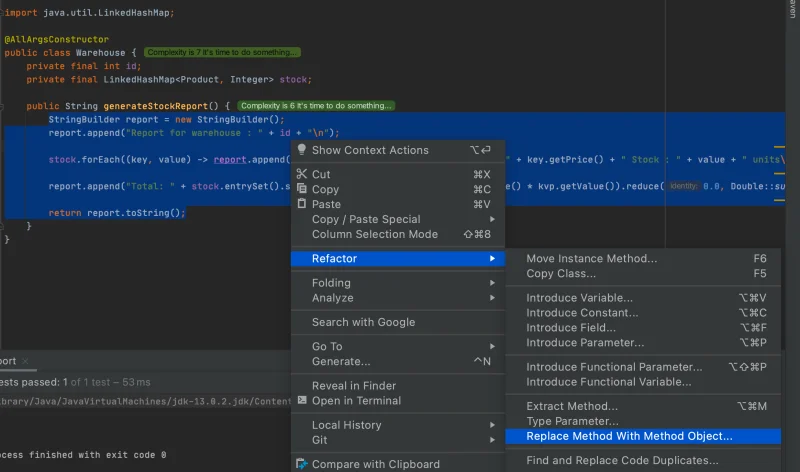 import java.util.LinkedHashMap;
@AllArgsConstructor
public class Warehouse { Complexity is 7 It's time to do something...
private final int id;
private final LinkedHashMap<Product, Integer> stock;
public String generateStockReport() { Complexity is 6 It's time to do something...
StringBuilder report = new StringBuilder();
report.append("Report for warehouse : " + id + "\n");
stock.forEach((key, value) -> report.append( " + key.getPrice() + " Stock : " + value + " units\
report.append("Total: " + stock.entrySet().s () * kvp.getValue()).reduce( identity: 0.0, Double::su
return report.toString();
}
}
Show Context Actions ⌥⏎
Cut ⌘X
Copy ⌘C
Paste ⌘V
Copy / Paste Special
Column Selection Mode ⇧⌘8
Refactor
Folding
Analyze
Search with Google
Go To
Generate... ^N
Reveal in Finder
Open in Terminal
Local History
Git
Compare with Clipboard
Move Instance Method... F6
Copy Class... F5
Introduce Variable... ⌥⌘V
Introduce Constant... ⌥⌘C
Introduce Field... ⌥⌘F
Introduce Parameter... ⌥⌘P
Introduce Functional Parameter... ⌥⇧⌘P
Introduce Functional Variable...
Extract Method... ⌥⌘M
Type Parameter...
Replace Method With Method Object...
Find and Replace Code Duplicates...
port ×
ests passed: 1 of 1 test – 53 ms
ibrary/Java/JavaVirtualMachines/jdk-13.0.2.jdk/Content
ocess finished with exit code 0
aven